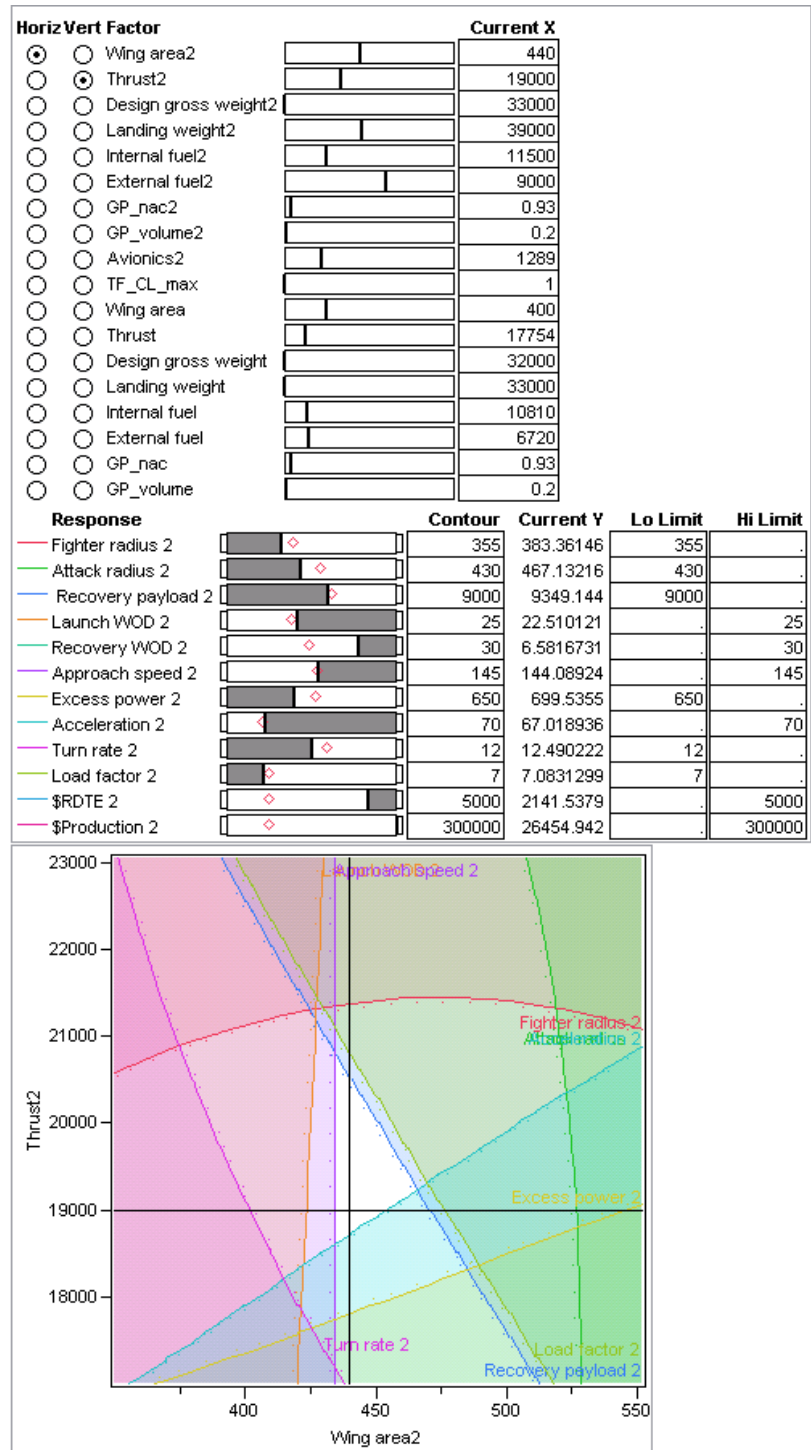 Horiz Vert Factor Current X
Wing area2 440
Thrust2 19000
Design gross weight2 33000
Landing weight2 39000
Internal fuel2 11500
External fuel2 9000
GP_nac2 0.93
GP_volume2 0.2
Avionics2 1289
TF_CL_max 1
Wing area 400
Thrust 17754
Design gross weight 32000
Landing weight 33000
Internal fuel 10810
External fuel 6720
GP_nac 0.93
GP_volume 0.2
Response Contour Current Y Lo Limit Hi Limit
Fighter radius 2 355 383.36146 355 .
Attack radius 2 430 467.13216 430 .
Recovery payload 2 9000 9349.144 9000 .
Launch WOD 2 25 22.510121 . 25
Recovery WOD 2 30 6.5816731 . 30
Approach speed 2 145 144.08924 . 145
Excess power 2 650 699.5355 650 .
Acceleration 2 70 67.018936 . 70
Turn rate 2 12 12.490222 12 .
Load factor 2 7 7.0831299 7 .
$RDTE 2 5000 2141.5379 . 5000
$Production 2 300000 26454.942 . 300000
23000
Approach speed 2
22000
21000
Fighter radius 2
20000
Thrust2
19000
Excess power 2
18000
Turn rate 2
Load factor 2
Recovery payload 2
400 450 500 550
Wing area2